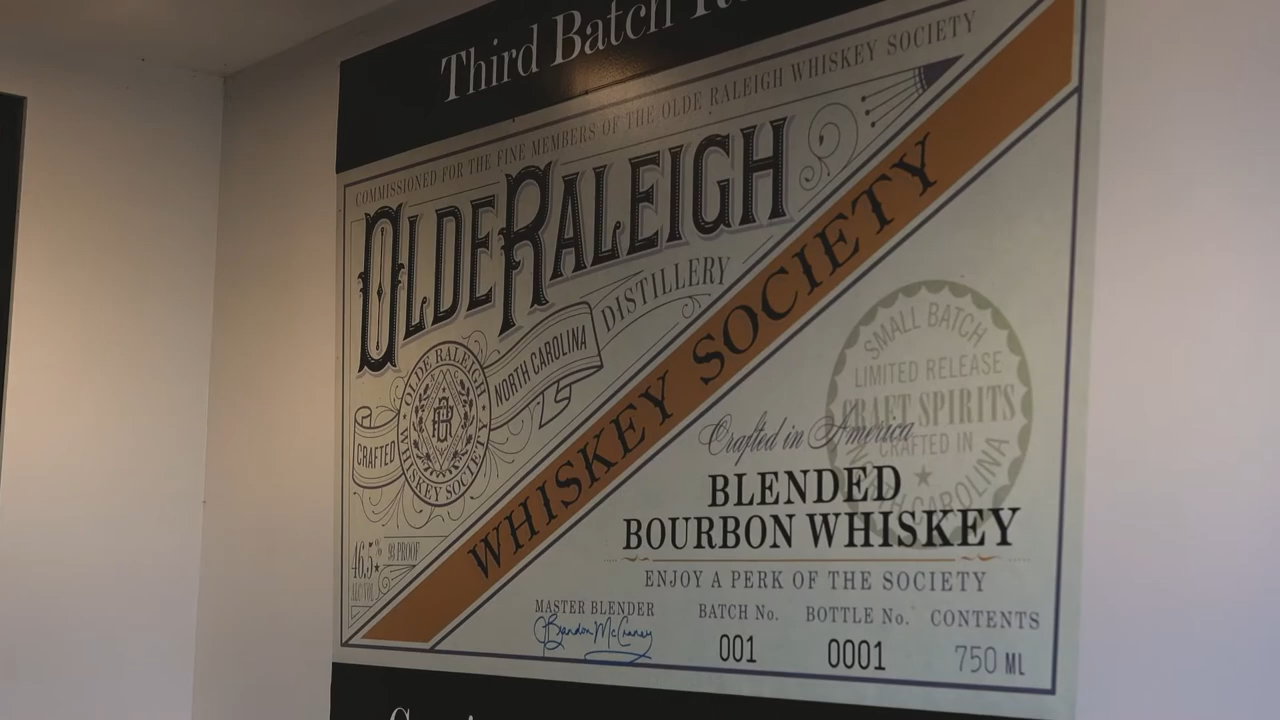 Third Batch
COMMISSIONED FOR THE FINE MEMBERS OF THE OLDE RALEIGH WHISKEY SOCIETY
OLDE RALEIGH
DISTILLERY
NORTH CAROLINA
CRAFTED
OLDE RALEIGH
WHISKEY SOCIETY
46.5%
ALC/VOL
93 PROOF
WHISKEY SOCIETY
SMALL BATCH
LIMITED RELEASE
CRAFT SPIRITS
CRAFTED IN
NORTH CAROLINA
Crafted in America
BLENDED
BOURBON WHISKEY
ENJOY A PERK OF THE SOCIETY
MASTER BLENDER
Brandon McCraney
BATCH No.
001
BOTTLE No.
0001
CONTENTS
750 ML